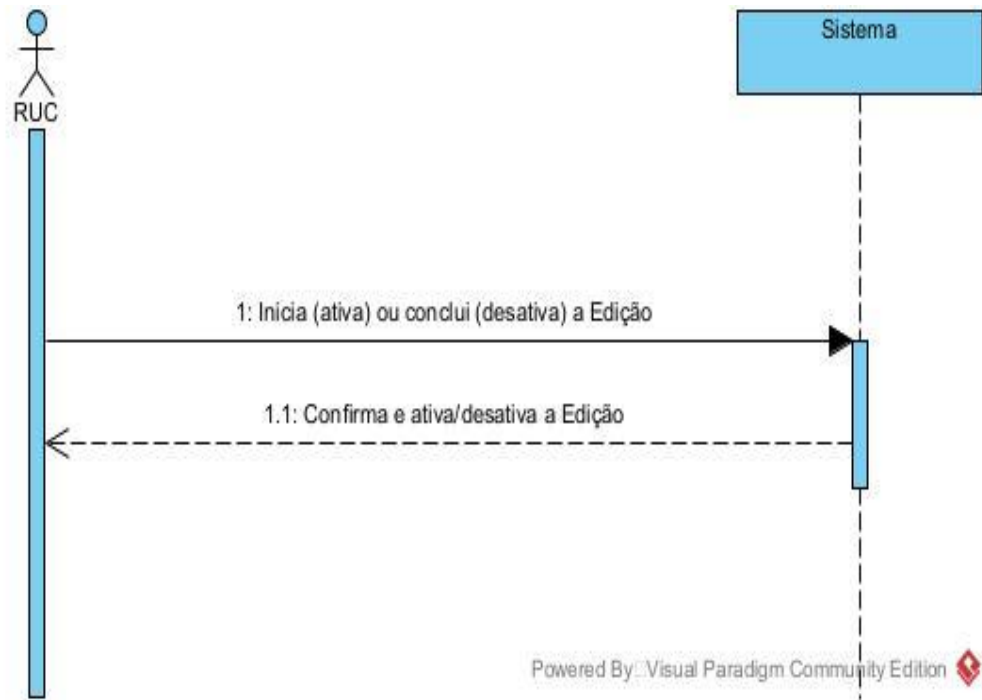 Sistema
RUC
1: Inicia (ativa) ou conclui (desativa) a Edição
1.1: Confirma e ativa/desativa a Edição
Powered By Visual Paradigm Community Edition